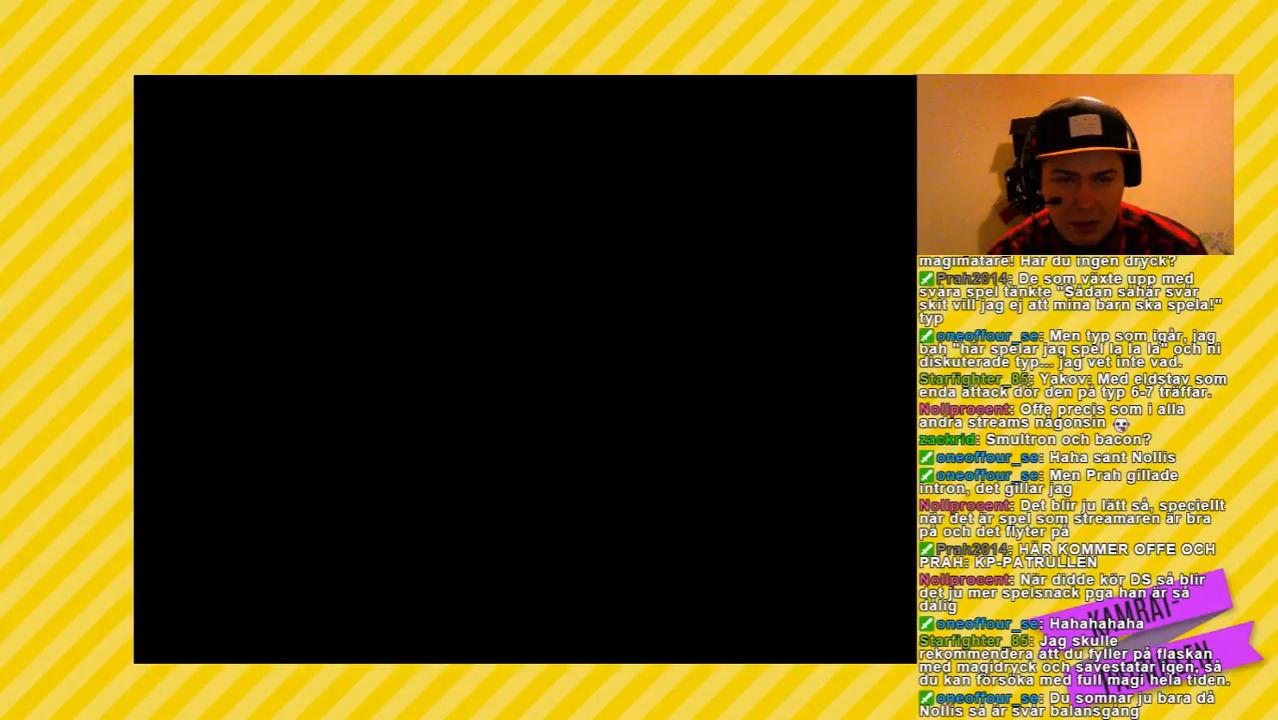 magimätare! Har du ingen dryck?
Prah2014: De som växte upp med
svåra spel tänkte "Sådan såhär svår
skit vill jag ej att mina barn ska spela!"
typ
oneoffour_se: Men typ som igår, jag
bah "här spelar jag spel la la la" och ni
diskuterade typ... jag vet inte vad.
Starfighter_85: Yakov: Med eldstav som
enda attack dör den på typ 6-7 träffar.
Nollprocent: Offe precis som i alla
andra streams någonsin
zackrid: Smultron och bacon?
oneoffour_se: Haha sant Nollis
oneoffour_se: Men Prah gillade
intron, det gillar jag
Nollprocent: Det blir ju lätt så, speciellt
när det är spel som streamaren är bra
på och det flyter på
Prah2014: HÄR KOMMER OFFE OCH
PRAH: KP-PATRULLEN
Nollprocent: När didde kör DS så blir
det ju mer spelsnack pga han är så
dålig
oneoffour_se: Hahahahaha
Starfighter_85: Jag skulle
rekommendera att du fyller på flaskan
med magidryck och savestatar igen, så
du kan försöka med full magi hela tiden.
oneoffour_se: Du somnar ju bara då
Nollis så är svår balansgång
KAMRAT-